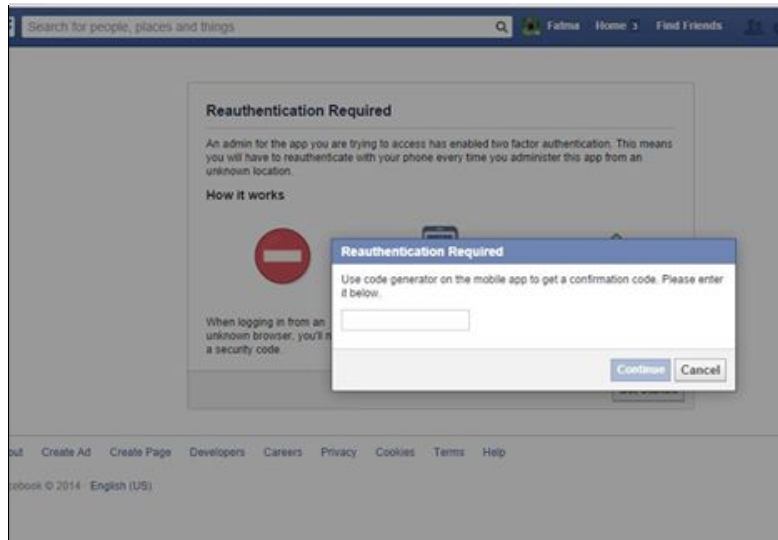 Search for people, places and things
Fatma Home 3 Find Friends
Reauthentication Required
An admin for the app you are trying to access has enabled two factor authentication. This means
you will have to reauthenticate with your phone every time you administer this app from an
unknown location.
How it works
Reauthentication Required
Use code generator on the mobile app to get a confirmation code. Please enter
it below.
When logging in from an
unknown browser, you'll n
a security code.
Continue Cancel
out Create Ad Create Page Developers Careers Privacy Cookies Terms Help
cebook © 2014 · English (US)